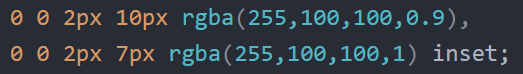 0 0 2px 10px rgba(255,100,100,0.9),
0 0 2px 7px rgba(255,100,100,1) inset;